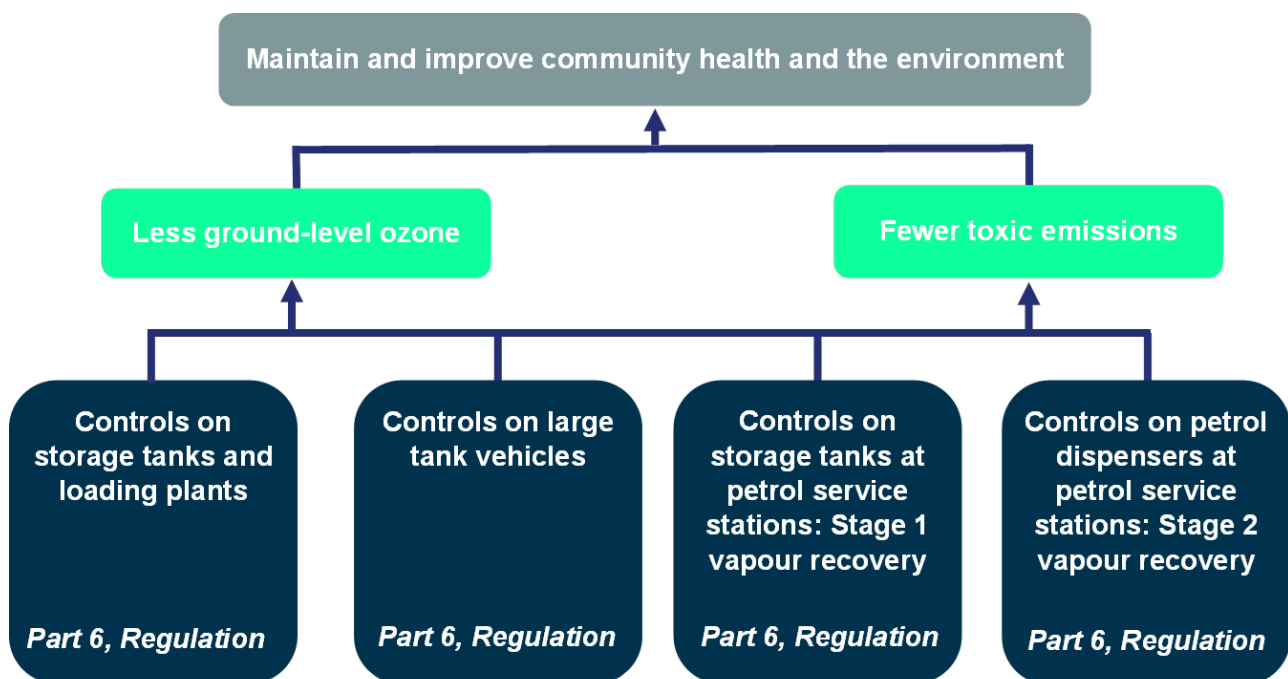 Maintain and improve community health and the environment
Less ground-level ozone
Fewer toxic emissions
Controls on
storage tanks and
loading plants
Part 6, Regulation
Controls on large
tank vehicles
Part 6, Regulation
Controls on
storage tanks at
petrol service
stations: Stage 1
vapour recovery
Part 6, Regulation
Controls on petrol
dispensers at
petrol service
stations: Stage 2
vapour recovery
Part 6, Regulation